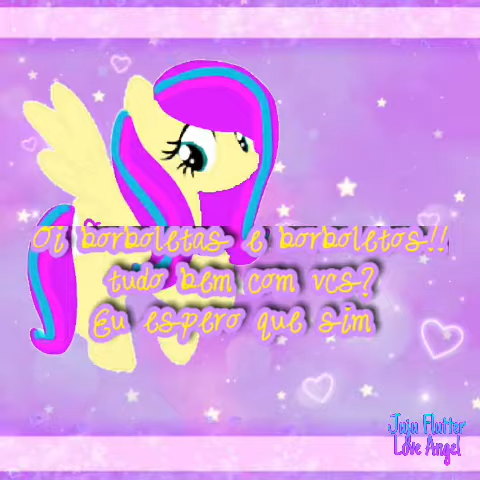 Oi borboletas e borboletos!!
tudo bem com vcs?
Eu espero que sim
Juju Flutter
Love Angel